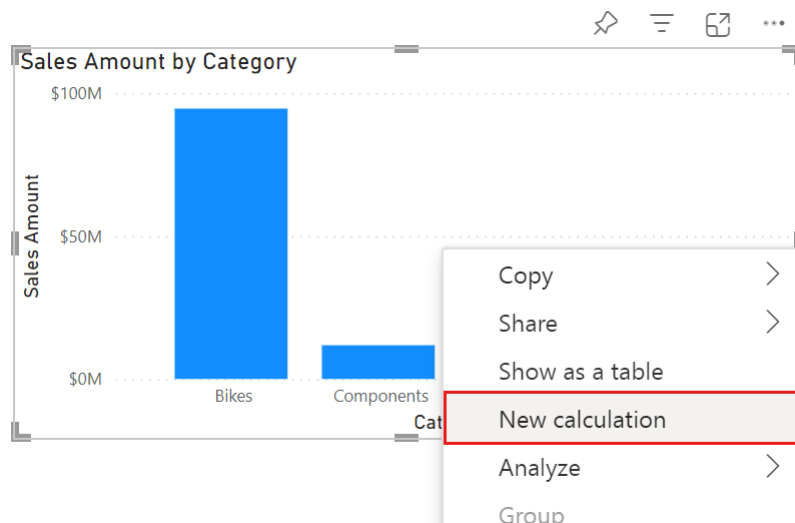 Sales Amount by Category
$100M
$50M
$0M
Sales Amount
Bikes
Components
Cat
Copy
Share
Show as a table
New calculation
Analyze
Group